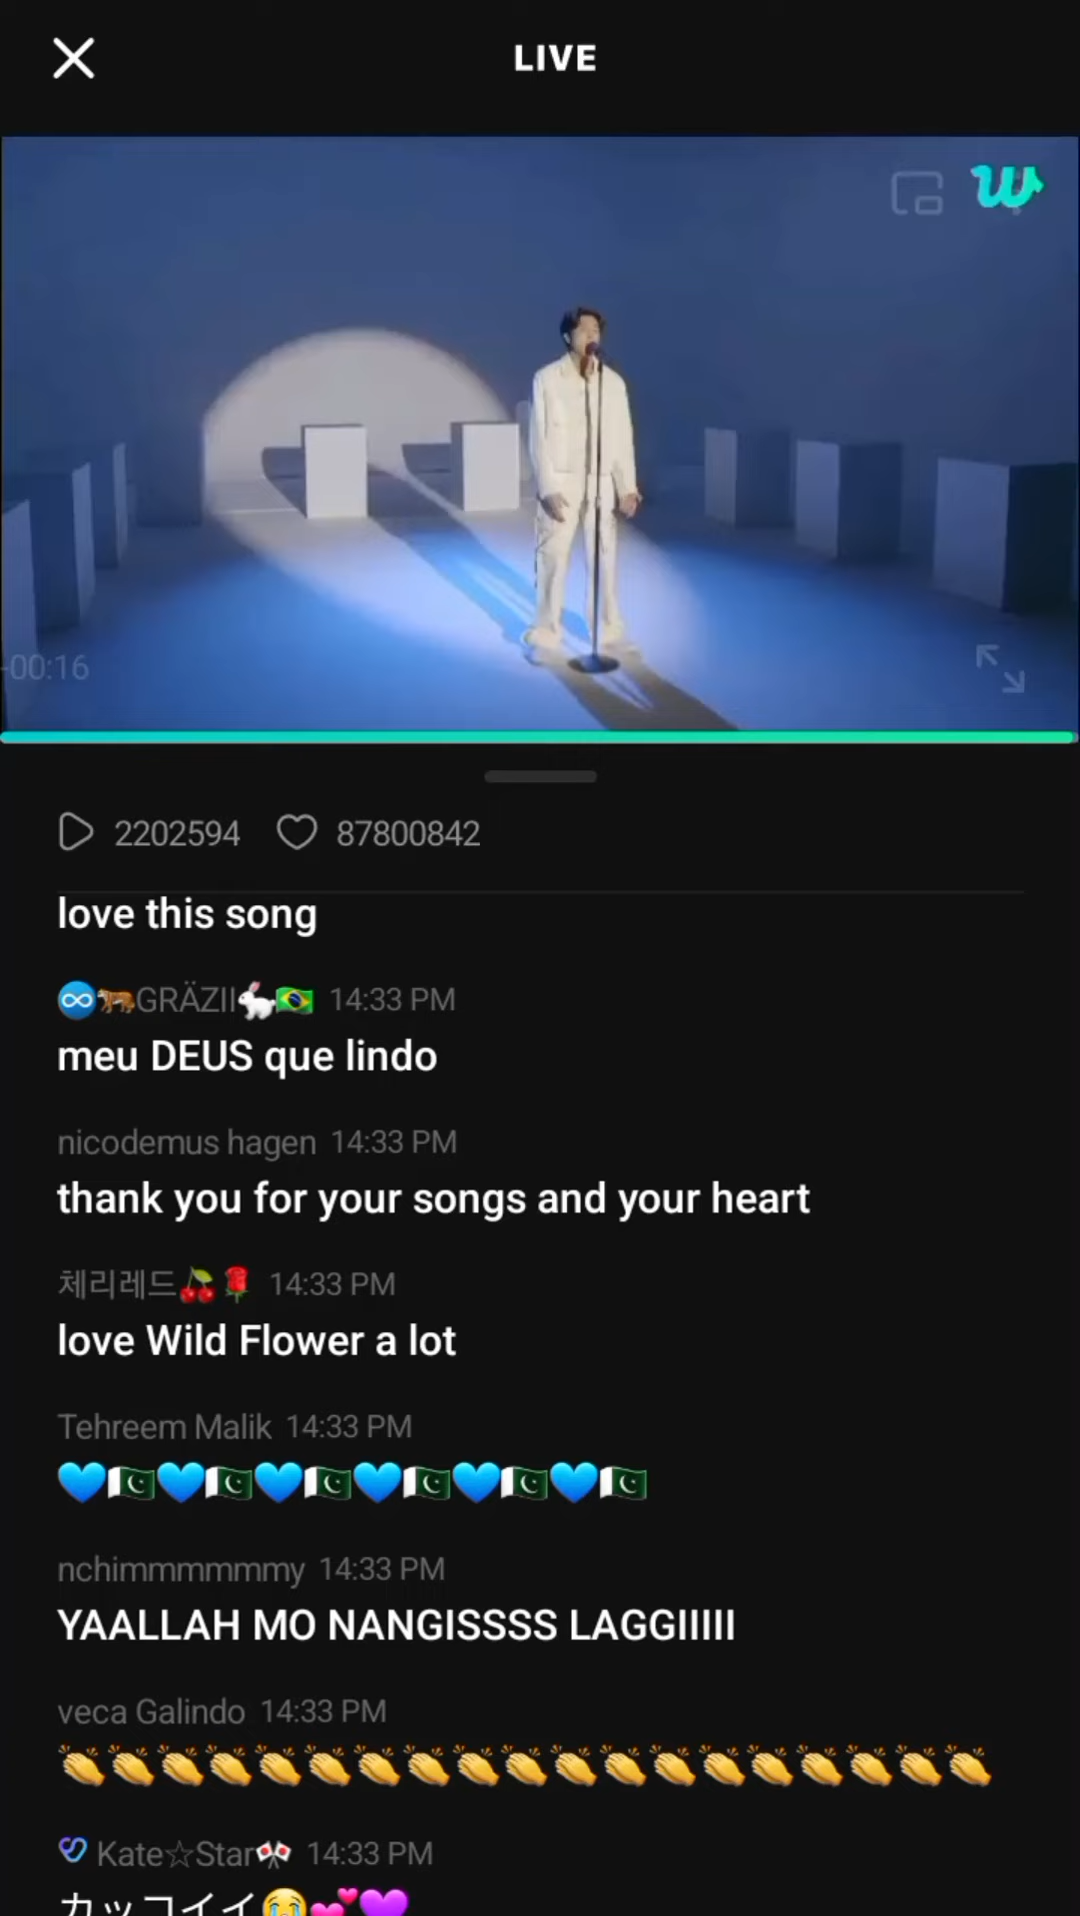 LIVE
-00:16
2202594 87800842
love this song
♾️🐅GRÄZII🐇🇧🇷 14:33 PM
meu DEUS que lindo
nicodemus hagen 14:33 PM
thank you for your songs and your heart
체리레드🍒🌹 14:33 PM
love Wild Flower a lot
Tehreem Malik 14:33 PM
💙🇵🇰💙🇵🇰💙🇵🇰💙🇵🇰💙🇵🇰💙🇵🇰
nchimmmmmmy 14:33 PM
YAALLAH MO NANGISSSS LAGGIIIII
veca Galindo 14:33 PM
👏👏👏👏👏👏👏👏👏👏👏👏👏👏👏👏👏👏👏
Kate☆Star🎌 14:33 PM
カッコイイ😭💕💜